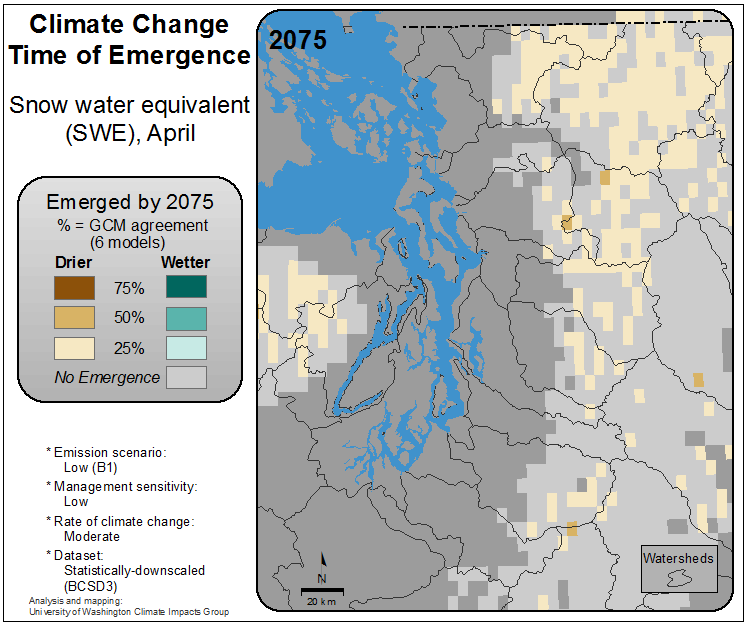 Climate Change
Time of Emergence
Snow water equivalent
(SWE), April
Emerged by 2075
% = GCM agreement
(6 models)
Drier Wetter
75%
50%
25%
No Emergence
* Emission scenario:
Low (B1)
* Management sensitivity:
Low
* Rate of climate change:
Moderate
* Dataset:
Statistically-downscaled
(BCSD3)
Analysis and mapping:
University of Washington Climate Impacts Group
2075
N
20 km
Watersheds